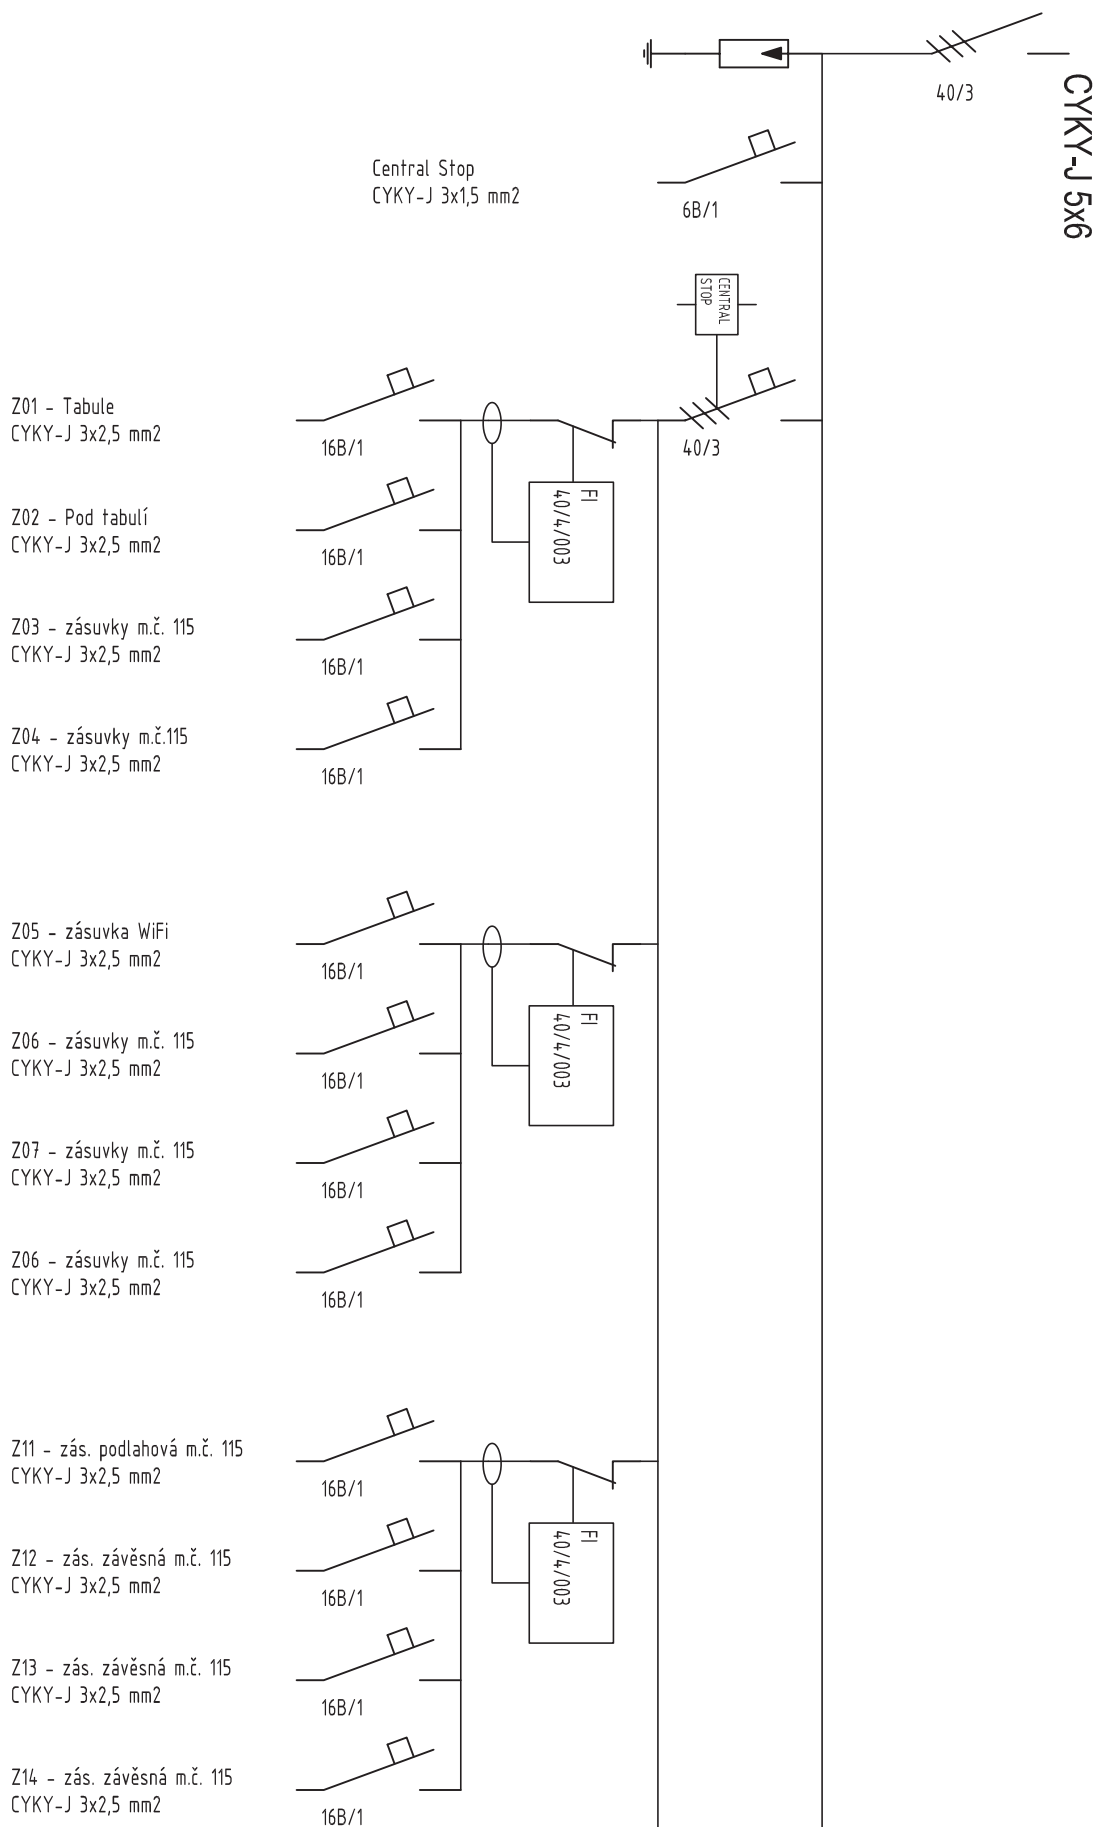 40/3
CYKY-J 5x6
Central Stop
CYKY-J 3x1,5 mm2
6B/1
CENTRAL
STOP
Z01 - Tabule
CYKY-J 3x2,5 mm2
16B/1
40/3
FI
40/4/003
Z02 - Pod tabulí
CYKY-J 3x2,5 mm2
16B/1
Z03 - zásuvky m.č. 115
CYKY-J 3x2,5 mm2
16B/1
Z04 - zásuvky m.č.115
CYKY-J 3x2,5 mm2
16B/1
Z05 - zásuvka WiFi
CYKY-J 3x2,5 mm2
16B/1
FI
40/4/003
Z06 - zásuvky m.č. 115
CYKY-J 3x2,5 mm2
16B/1
Z07 - zásuvky m.č. 115
CYKY-J 3x2,5 mm2
16B/1
Z06 - zásuvky m.č. 115
CYKY-J 3x2,5 mm2
16B/1
Z11 - zás. podlahová m.č. 115
CYKY-J 3x2,5 mm2
16B/1
FI
40/4/003
Z12 - zás. závěsná m.č. 115
CYKY-J 3x2,5 mm2
16B/1
Z13 - zás. závěsná m.č. 115
CYKY-J 3x2,5 mm2
16B/1
Z14 - zás. závěsná m.č. 115
CYKY-J 3x2,5 mm2
16B/1